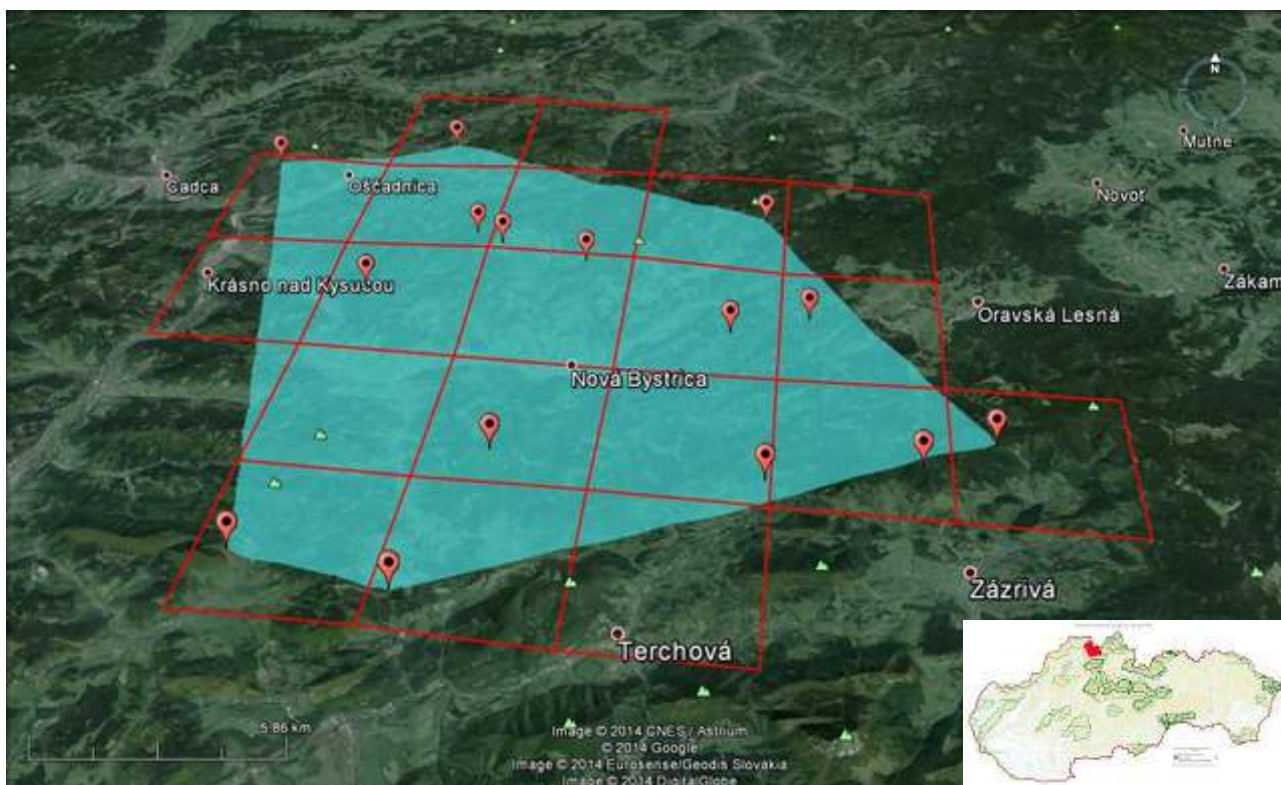 N
Mutne
Čadca
Oščadnica
Novoť
Krásno nad Kysucou
Zákam
Oravská Lesná
Nová Bystrica
Zázrivá
Terchová
5.86 km
Image © 2014 CNES / Astrium
© 2014 Google
Image © 2014 Eurosense/Geodis Slovakia
Image © 2014 DigitalGlobe